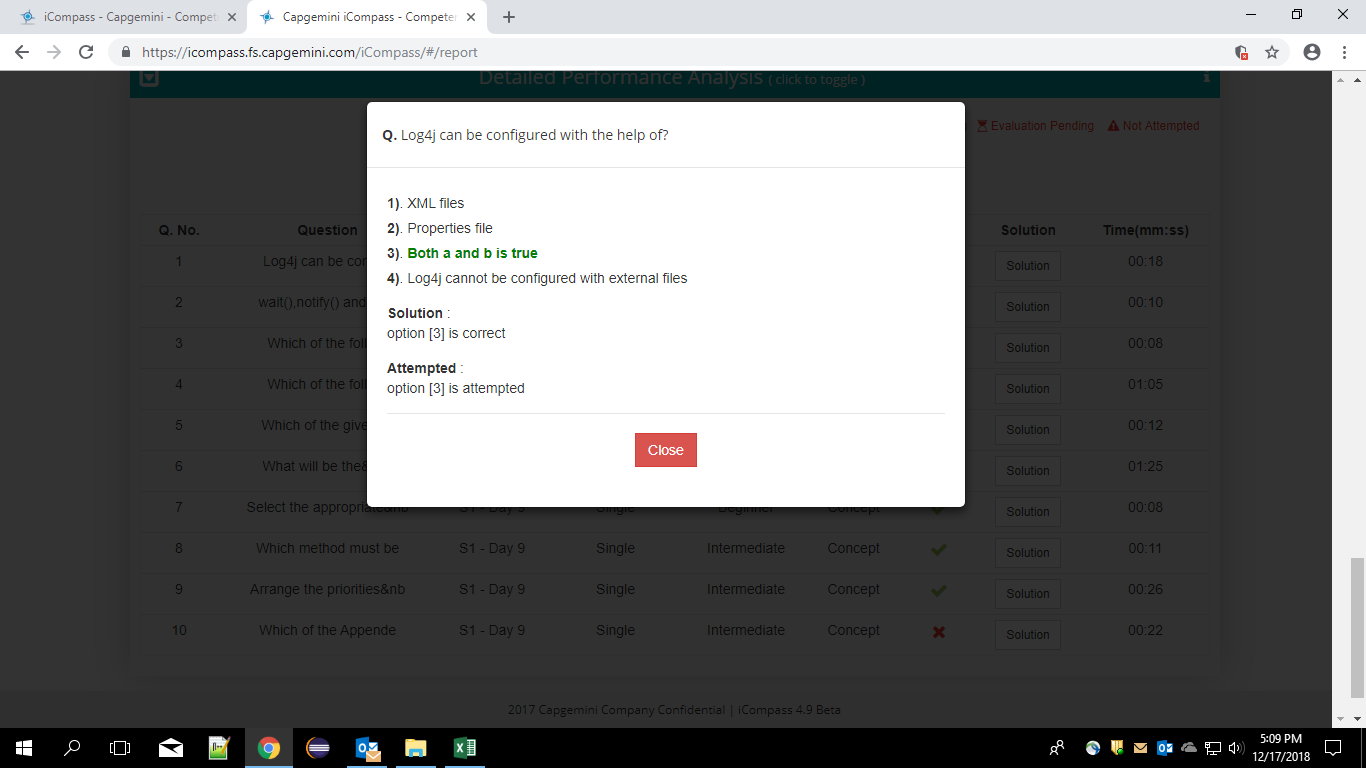 iCompass - Capgemini - Compet
Capgemini iCompass - Competen
https://icompass.fs.capgemini.com/iCompass/#/report
Detailed Performance Analysis ( click to toggle )
Evaluation Pending Not Attempted
Q. Log4j can be configured with the help of?
1). XML files
2). Properties file
3). Both a and b is true
4). Log4j cannot be configured with external files
Solution :
option [3] is correct
Attempted :
option [3] is attempted
Close
Q. No. Question Solution Time(mm:ss)
1 Log4j can be con Solution 00:18
2 wait(),notify() and Solution 00:10
3 Which of the foll Solution 00:08
4 Which of the foll Solution 01:05
5 Which of the give Solution 00:12
6 What will be the& Solution 01:25
7 Select the appropriate&nb S1 - Day 9 Single Beginner Concept Solution 00:08
8 Which method must be S1 - Day 9 Single Intermediate Concept Solution 00:11
9 Arrange the priorities&nb S1 - Day 9 Single Intermediate Concept Solution 00:26
10 Which of the Appende S1 - Day 9 Single Intermediate Concept Solution 00:22
2017 Capgemini Company Confidential | iCompass 4.9 Beta
5:09 PM
12/17/2018